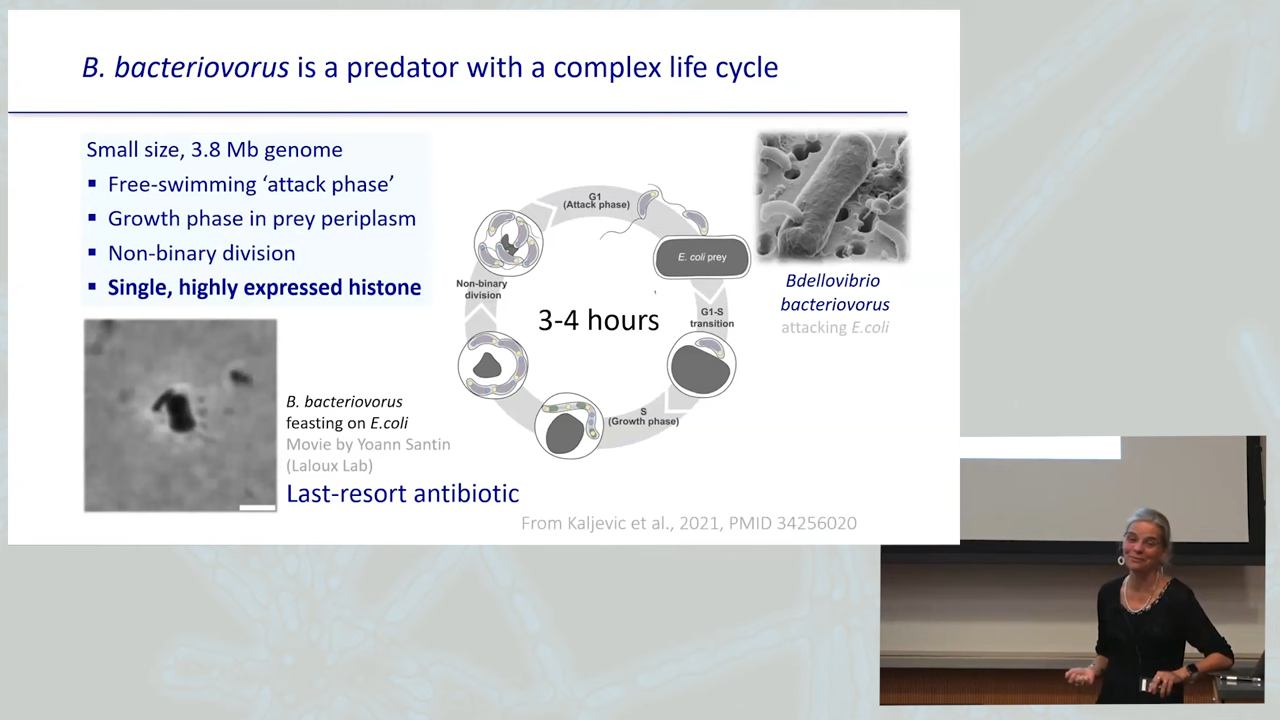 B. bacteriovorus is a predator with a complex life cycle
Small size, 3.8 Mb genome
▪ Free-swimming ‘attack phase’
▪ Growth phase in prey periplasm
▪ Non-binary division
▪ Single, highly expressed histone
G1
(Attack phase)
E. coli prey
G1-S
transition
S
(Growth phase)
Non-binary
division
3-4 hours
Bdellovibrio
bacteriovorus
attacking E.coli
B. bacteriovorus
feasting on E.coli
Movie by Yoann Santin
(Laloux Lab)
Last-resort antibiotic
From Kaljevic et al., 2021, PMID 34256020